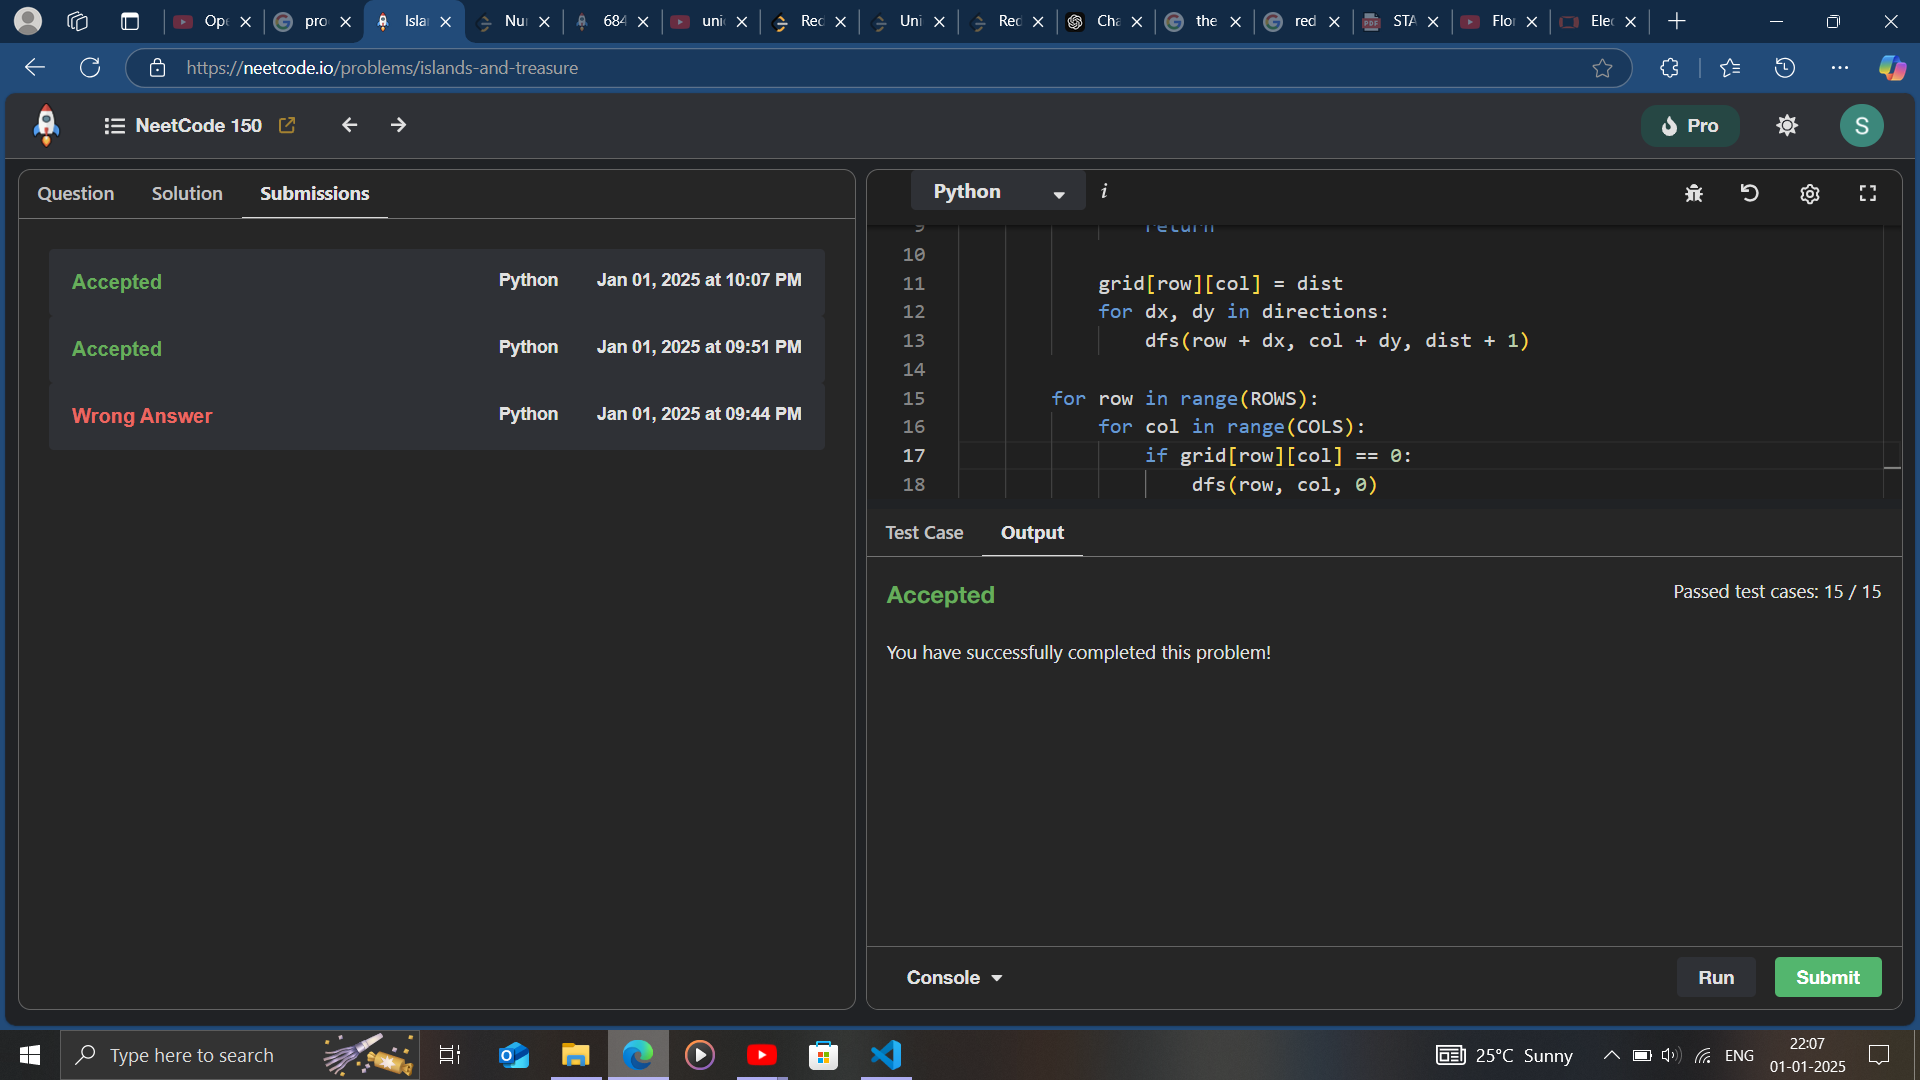 Ope
pro
Islan
Nu
684
uni
Red
Uni
Red
Cha
the
red
STA
Flo
Elec
https://neetcode.io/problems/islands-and-treasure
NeetCode 150
Pro
S
Question
Solution
Submissions
Accepted Python Jan 01, 2025 at 10:07 PM
Accepted Python Jan 01, 2025 at 09:51 PM
Wrong Answer Python Jan 01, 2025 at 09:44 PM
Python
i
9 return
10
11 grid[row][col] = dist
12 for dx, dy in directions:
13 dfs(row + dx, col + dy, dist + 1)
14
15 for row in range(ROWS):
16 for col in range(COLS):
17 if grid[row][col] == 0:
18 dfs(row, col, 0)
Test Case
Output
Accepted
Passed test cases: 15 / 15
You have successfully completed this problem!
Console
Run
Submit
Type here to search
25°C Sunny
ENG
22:07
01-01-2025